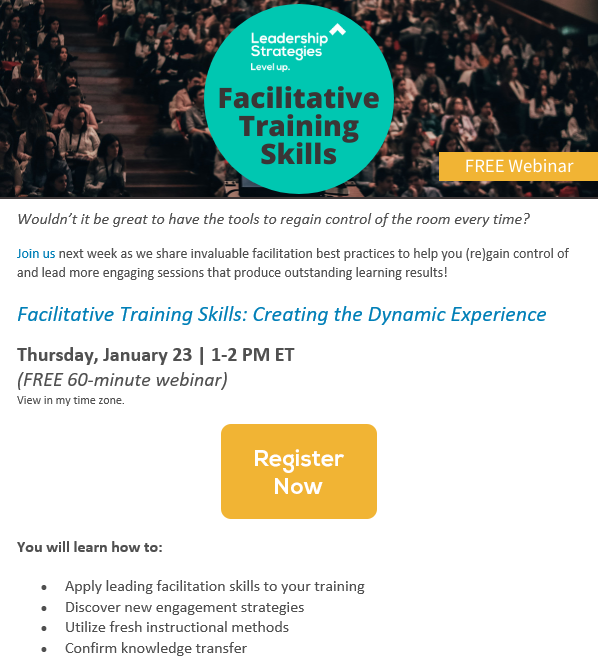 Leadership
Strategies
Level up.
Facilitative
Training
Skills
FREE Webinar
Wouldn't it be great to have the tools to regain control of the room every time?
Join us next week as we share invaluable facilitation best practices to help you (re)gain control of
and lead more engaging sessions that produce outstanding learning results!
Facilitative Training Skills: Creating the Dynamic Experience
Thursday, January 23 | 1-2 PM ET
(FREE 60-minute webinar)
View in my time zone.
Register
Now
You will learn how to:
• Apply leading facilitation skills to your training
• Discover new engagement strategies
• Utilize fresh instructional methods
• Confirm knowledge transfer